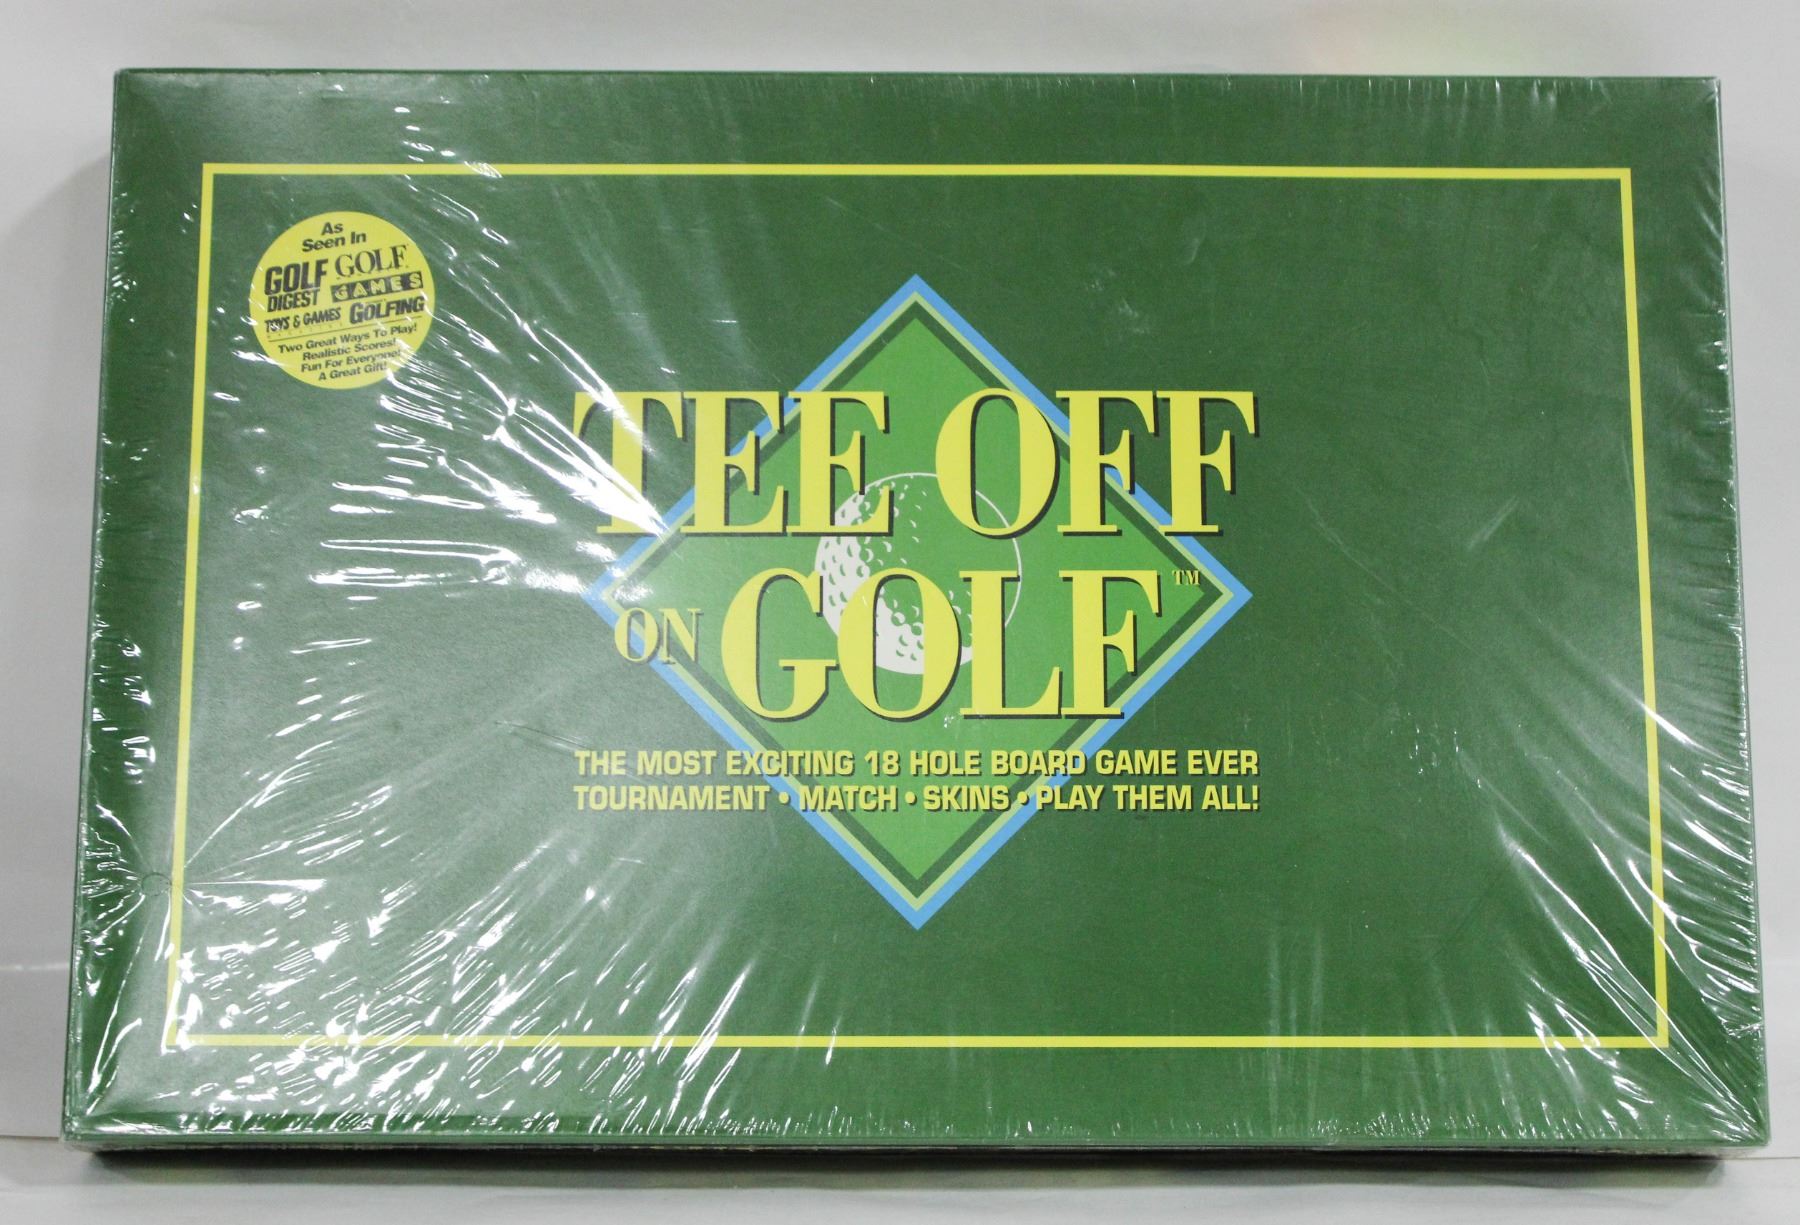 As
Seen In
GOLF DIGEST
GOLF
GAMES
TOYS & GAMES
GOLFING
Two Great Ways To Play!
Realistic Scores!
Fun For Everyone!
A Great Gift!
TEE OFF
ON GOLF™
THE MOST EXCITING 18 HOLE BOARD GAME EVER
TOURNAMENT • MATCH • SKINS • PLAY THEM ALL!